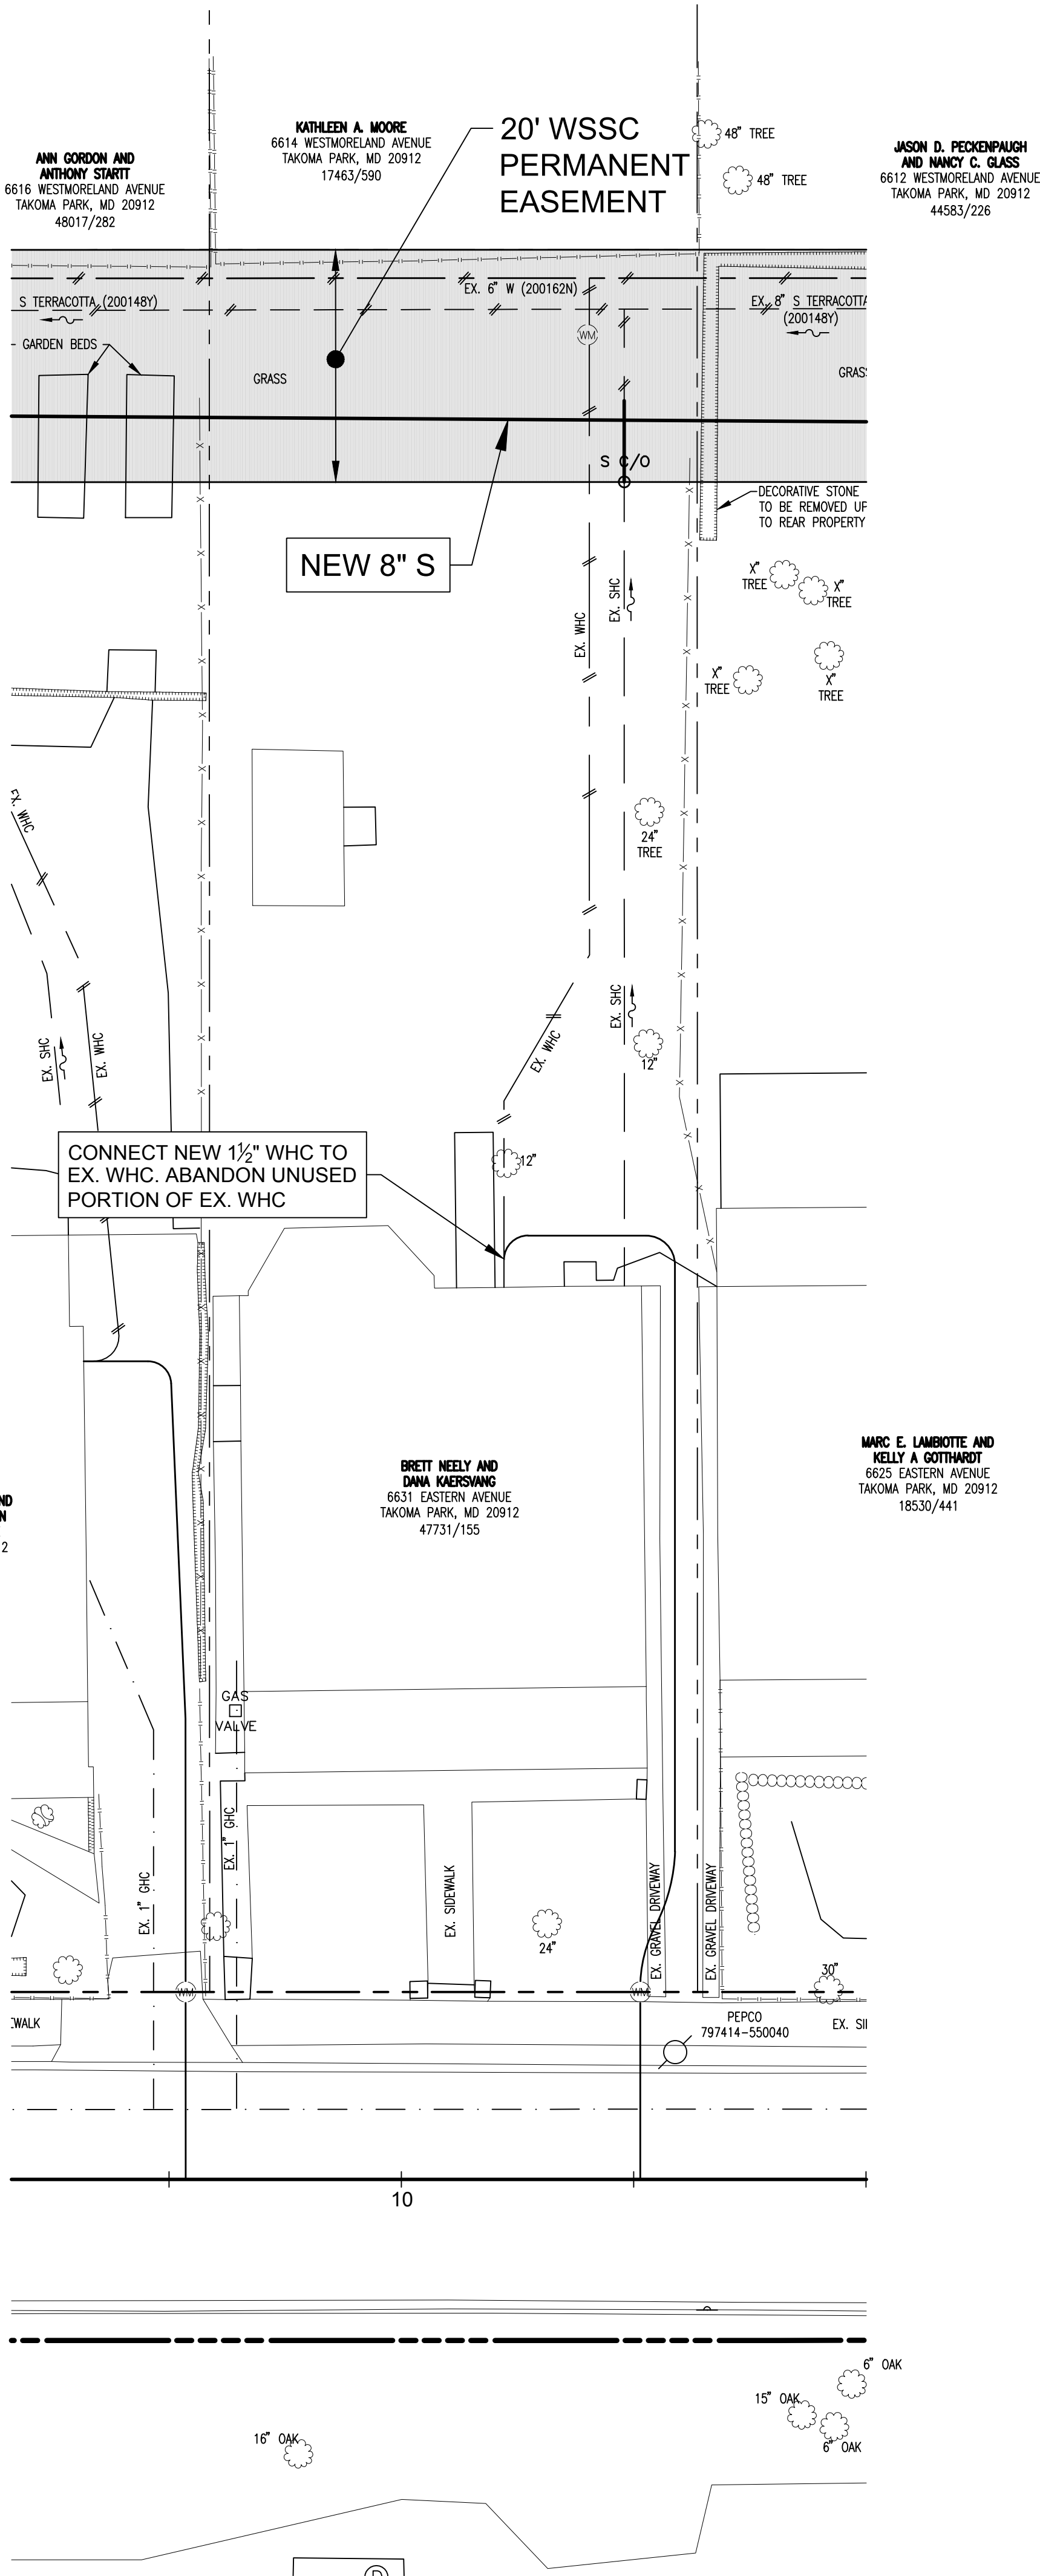 20' WSSC
PERMANENT
EASEMENT
KATHLEEN A. MOORE
6614 WESTMORELAND AVENUE
TAKOMA PARK, MD 20912
17463/590
48" TREE
48" TREE
JASON D. PECKENPAUGH
AND NANCY C. GLASS
6612 WESTMORELAND AVENUE
TAKOMA PARK, MD 20912
44583/226
ANN GORDON AND
ANTHONY STARTT
6616 WESTMORELAND AVENUE
TAKOMA PARK, MD 20912
48017/282
EX. 6" W (200162N)
S TERRACOTTA (200148Y)
EX. 8" S TERRACOTTA
(200148Y)
WM
GARDEN BEDS
GRASS
GRAS
S C/O
DECORATIVE STONE
TO BE REMOVED UP
TO REAR PROPERTY
NEW 8" S
X"
TREE
X"
TREE
EX. WHC
EX. SHC
X"
TREE
X"
TREE
EX. WHC
24"
TREE
EX. SHC
EX. WHC
EX. WHC
EX. SHC
12"
CONNECT NEW 1½" WHC TO
EX. WHC. ABANDON UNUSED
PORTION OF EX. WHC
12"
BRETT NEELY AND
DANA KAERSVANG
6631 EASTERN AVENUE
TAKOMA PARK, MD 20912
47731/155
MARC E. LAMBIOTTE AND
KELLY A GOTTHARDT
6625 EASTERN AVENUE
TAKOMA PARK, MD 20912
18530/441
ND
N
2
GAS
VALVE
EX. 1" GHC
EX. 1" GHC
EX. SIDEWALK
24"
EX. GRAVEL DRIVEWAY
EX. GRAVEL DRIVEWAY
30"
WM
WM
EWALK
PEPCO
797414-550040
EX. SI
10
6" OAK
15" OAK
6" OAK
16" OAK
D